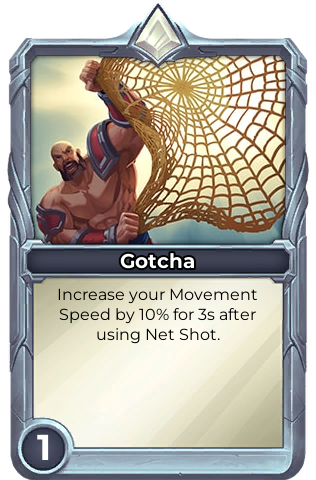 Gotcha
Increase your Movement
Speed by 10% for 3s after
using Net Shot.
1